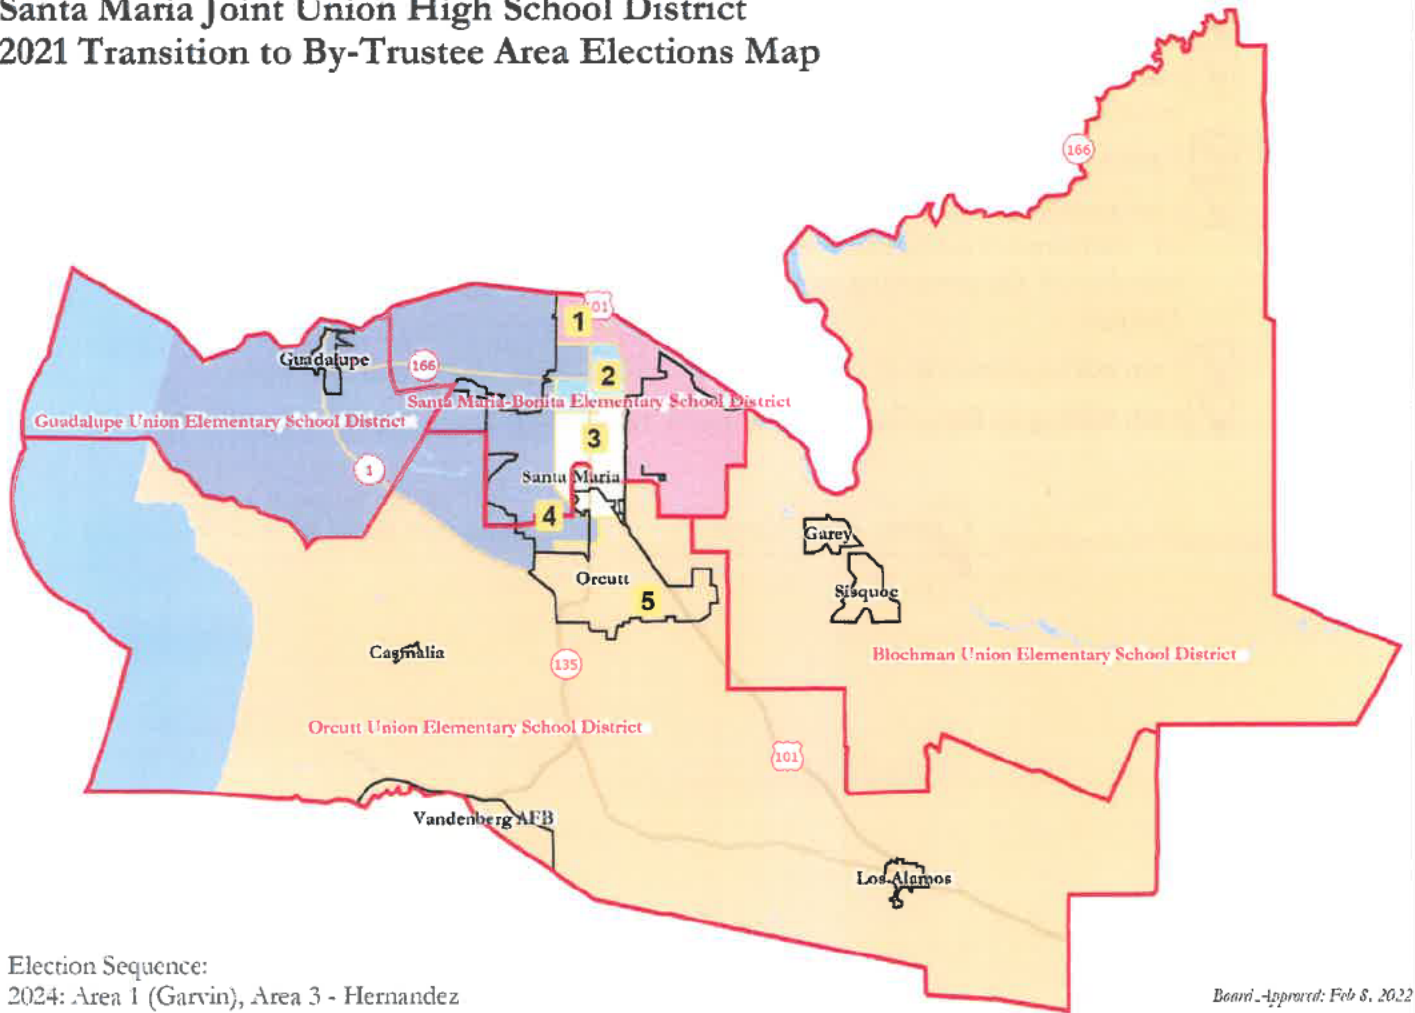 Santa Maria Joint Union High School District
2021 Transition to By-Trustee Area Elections Map
166
101
1
Guadalupe
166
2
Santa Maria-Bonita Elementary School District
Guadalupe Union Elementary School District
3
1
Santa Maria
4
Garey
Orcutt
5
Sisquoc
Casmalia
135
Blochman Union Elementary School District
Orcutt Union Elementary School District
101
Vandenberg AFB
Los Alamos
Election Sequence:
2024: Area 1 (Garvin), Area 3 - Hernandez
Board Approved: Feb 8, 2022